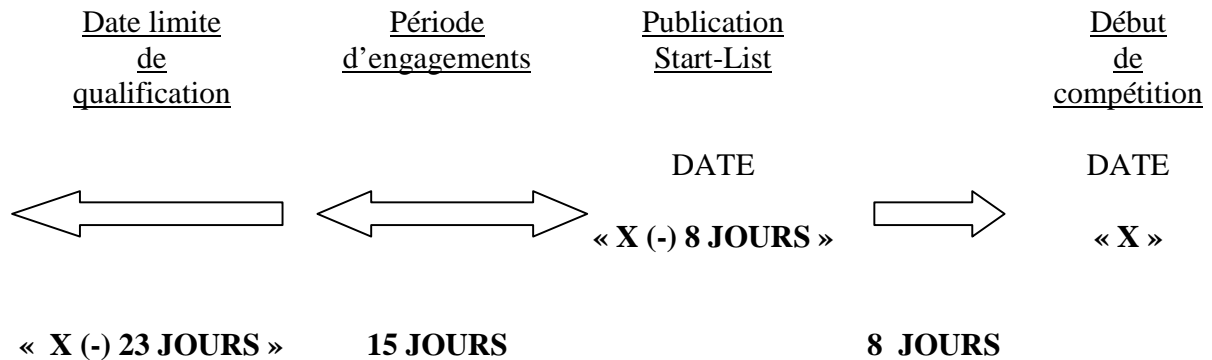 Date limite
de
qualification
Période
d'engagements
Publication
Start-List
Début
de
compétition
DATE
« X (-) 8 JOURS »
DATE
« X »
«  X (-) 23 JOURS »
15 JOURS
8  JOURS